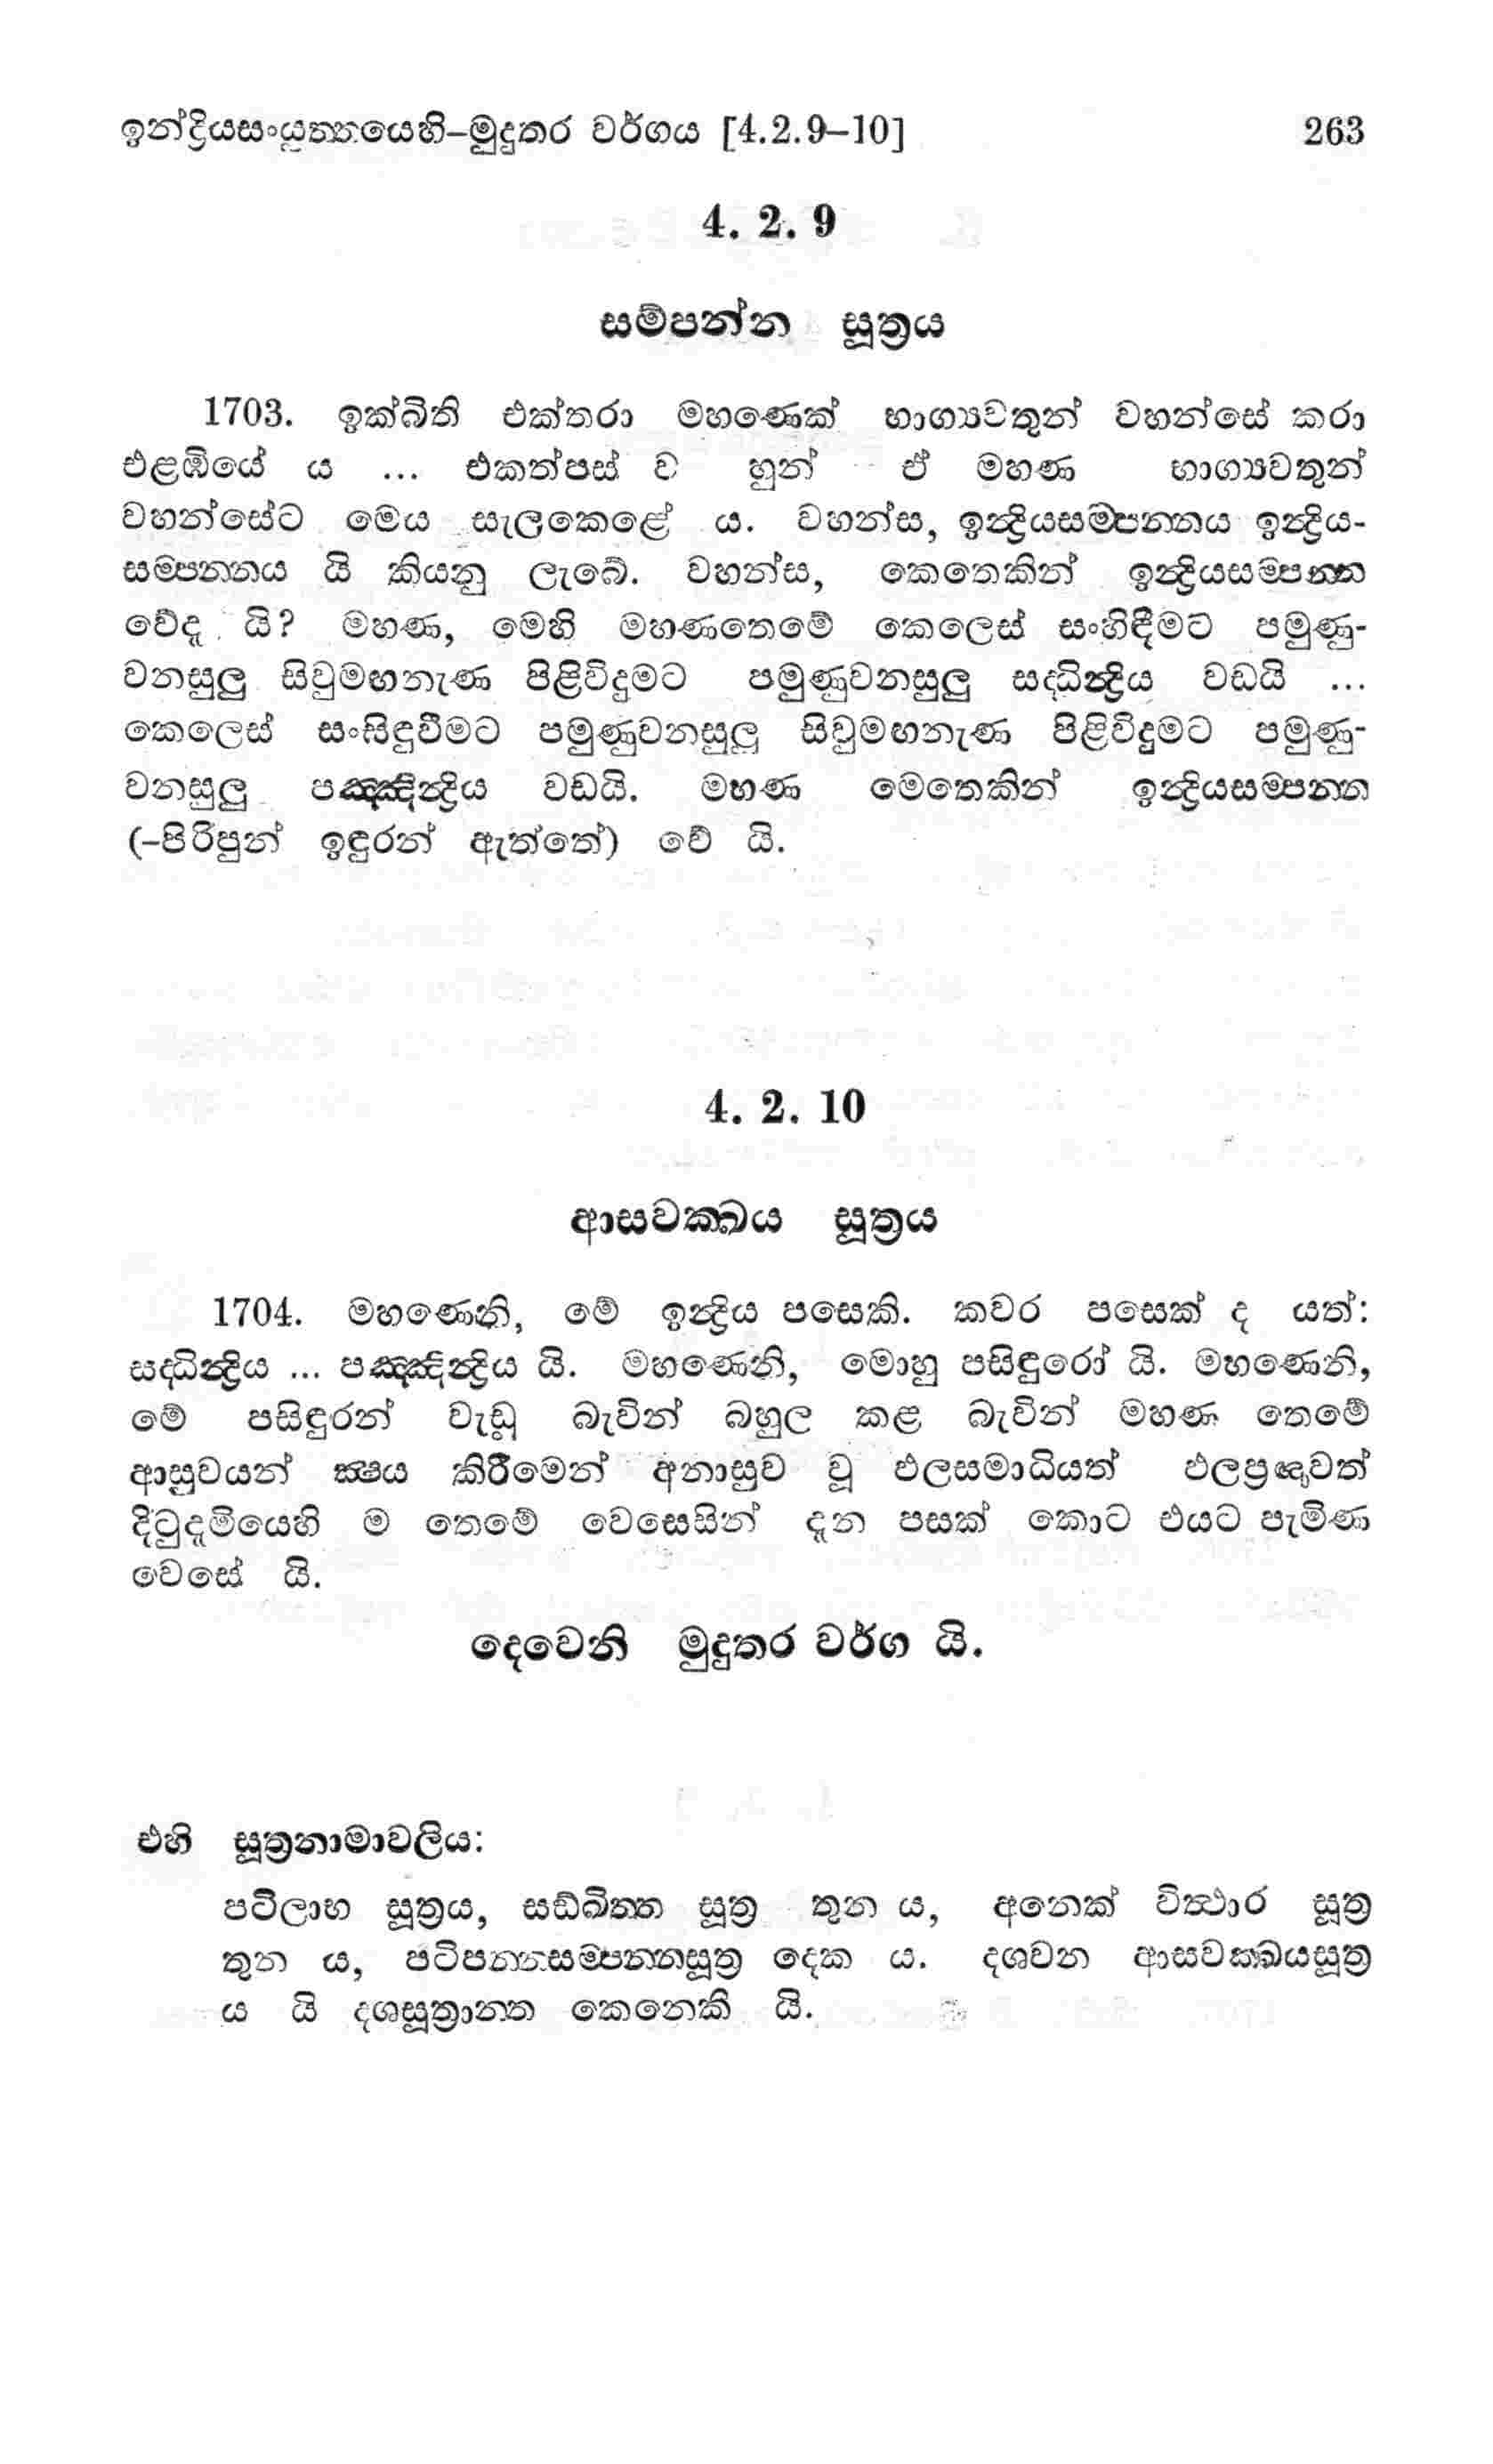 ඉන්ද්‍රියසංයුත්තයෙහි–මුදුතර වර්ගය [4.2.9–10] 263
4. 2. 9
සම්පන්න සූත්‍රය
1703. ඉක්බිති එක්තරා මහණෙක් භාග්‍යවතුන් වහන්සේ කරා
එළඹියේ ය ... එකත්පස් ව හුන් ඒ මහණ භාග්‍යවතුන්
වහන්සේට මෙය සැලකෙළේ ය. වහන්ස, ඉන්ද්‍රියසම්පන්නය ඉන්ද්‍රිය-
සම්පන්නය යි කියනු ලැබේ. වහන්ස, කෙතෙකින් ඉන්ද්‍රියසම්පන්න
වේදැ යි? මහණ, මෙහි මහණතෙමේ කෙලෙස් සංහිඳීමට පමුණු-
වනසුලු සිවුමඟනැණ පිළිවිදුමට පමුණුවනසුලු සද්ධින්ද්‍රිය වඩයි ...
කෙලෙස් සංසිඳුවීමට පමුණුවනසුලු සිවුමඟනැණ පිළිවිදුමට පමුණු-
වනසුලු පඤ්ඤින්ද්‍රිය වඩයි. මහණ මෙතෙකින් ඉන්ද්‍රියසම්පන්න
(–පිරිපුන් ඉඳුරන් ඇත්තේ) වේ යි.
4. 2. 10
ආසවක්ඛය සූත්‍රය
1704. මහණෙනි, මේ ඉන්ද්‍රිය පසෙකි. කවර පසෙක් ද යත්:
සද්ධින්ද්‍රිය ... පඤ්ඤින්ද්‍රිය යි. මහණෙනි, මොහු පසිඳුරෝ යි. මහණෙනි,
මේ පසිඳුරන් වැඩූ බැවින් බහුල කළ බැවින් මහණ තෙමේ
ආස්‍රවයන් ක්‍ෂය කිරීමෙන් අනාස්‍රව වූ ඵලසමාධියත් ඵලප්‍රඥාවත්
දිටුදැමියෙහි ම තෙමේ වෙසෙසින් දැන පසක් කොට එයට පැමිණ
වෙසේ යි.
දෙවෙනි මුදුතර වර්ග යි.
එහි සූත්‍රනාමාවලිය:
පටිලාභ සූත්‍රය, සඞ්ඛිත්ත සූත්‍ර තුන ය, අනෙක් විත්ථාර සූත්‍ර
තුන ය, පටිපන්නසම්පන්නසූත්‍ර දෙක ය. දශවන ආසවක්ඛයසූත්‍ර
ය යි දශසූත්‍රාන්ත කෙනෙකි යි.